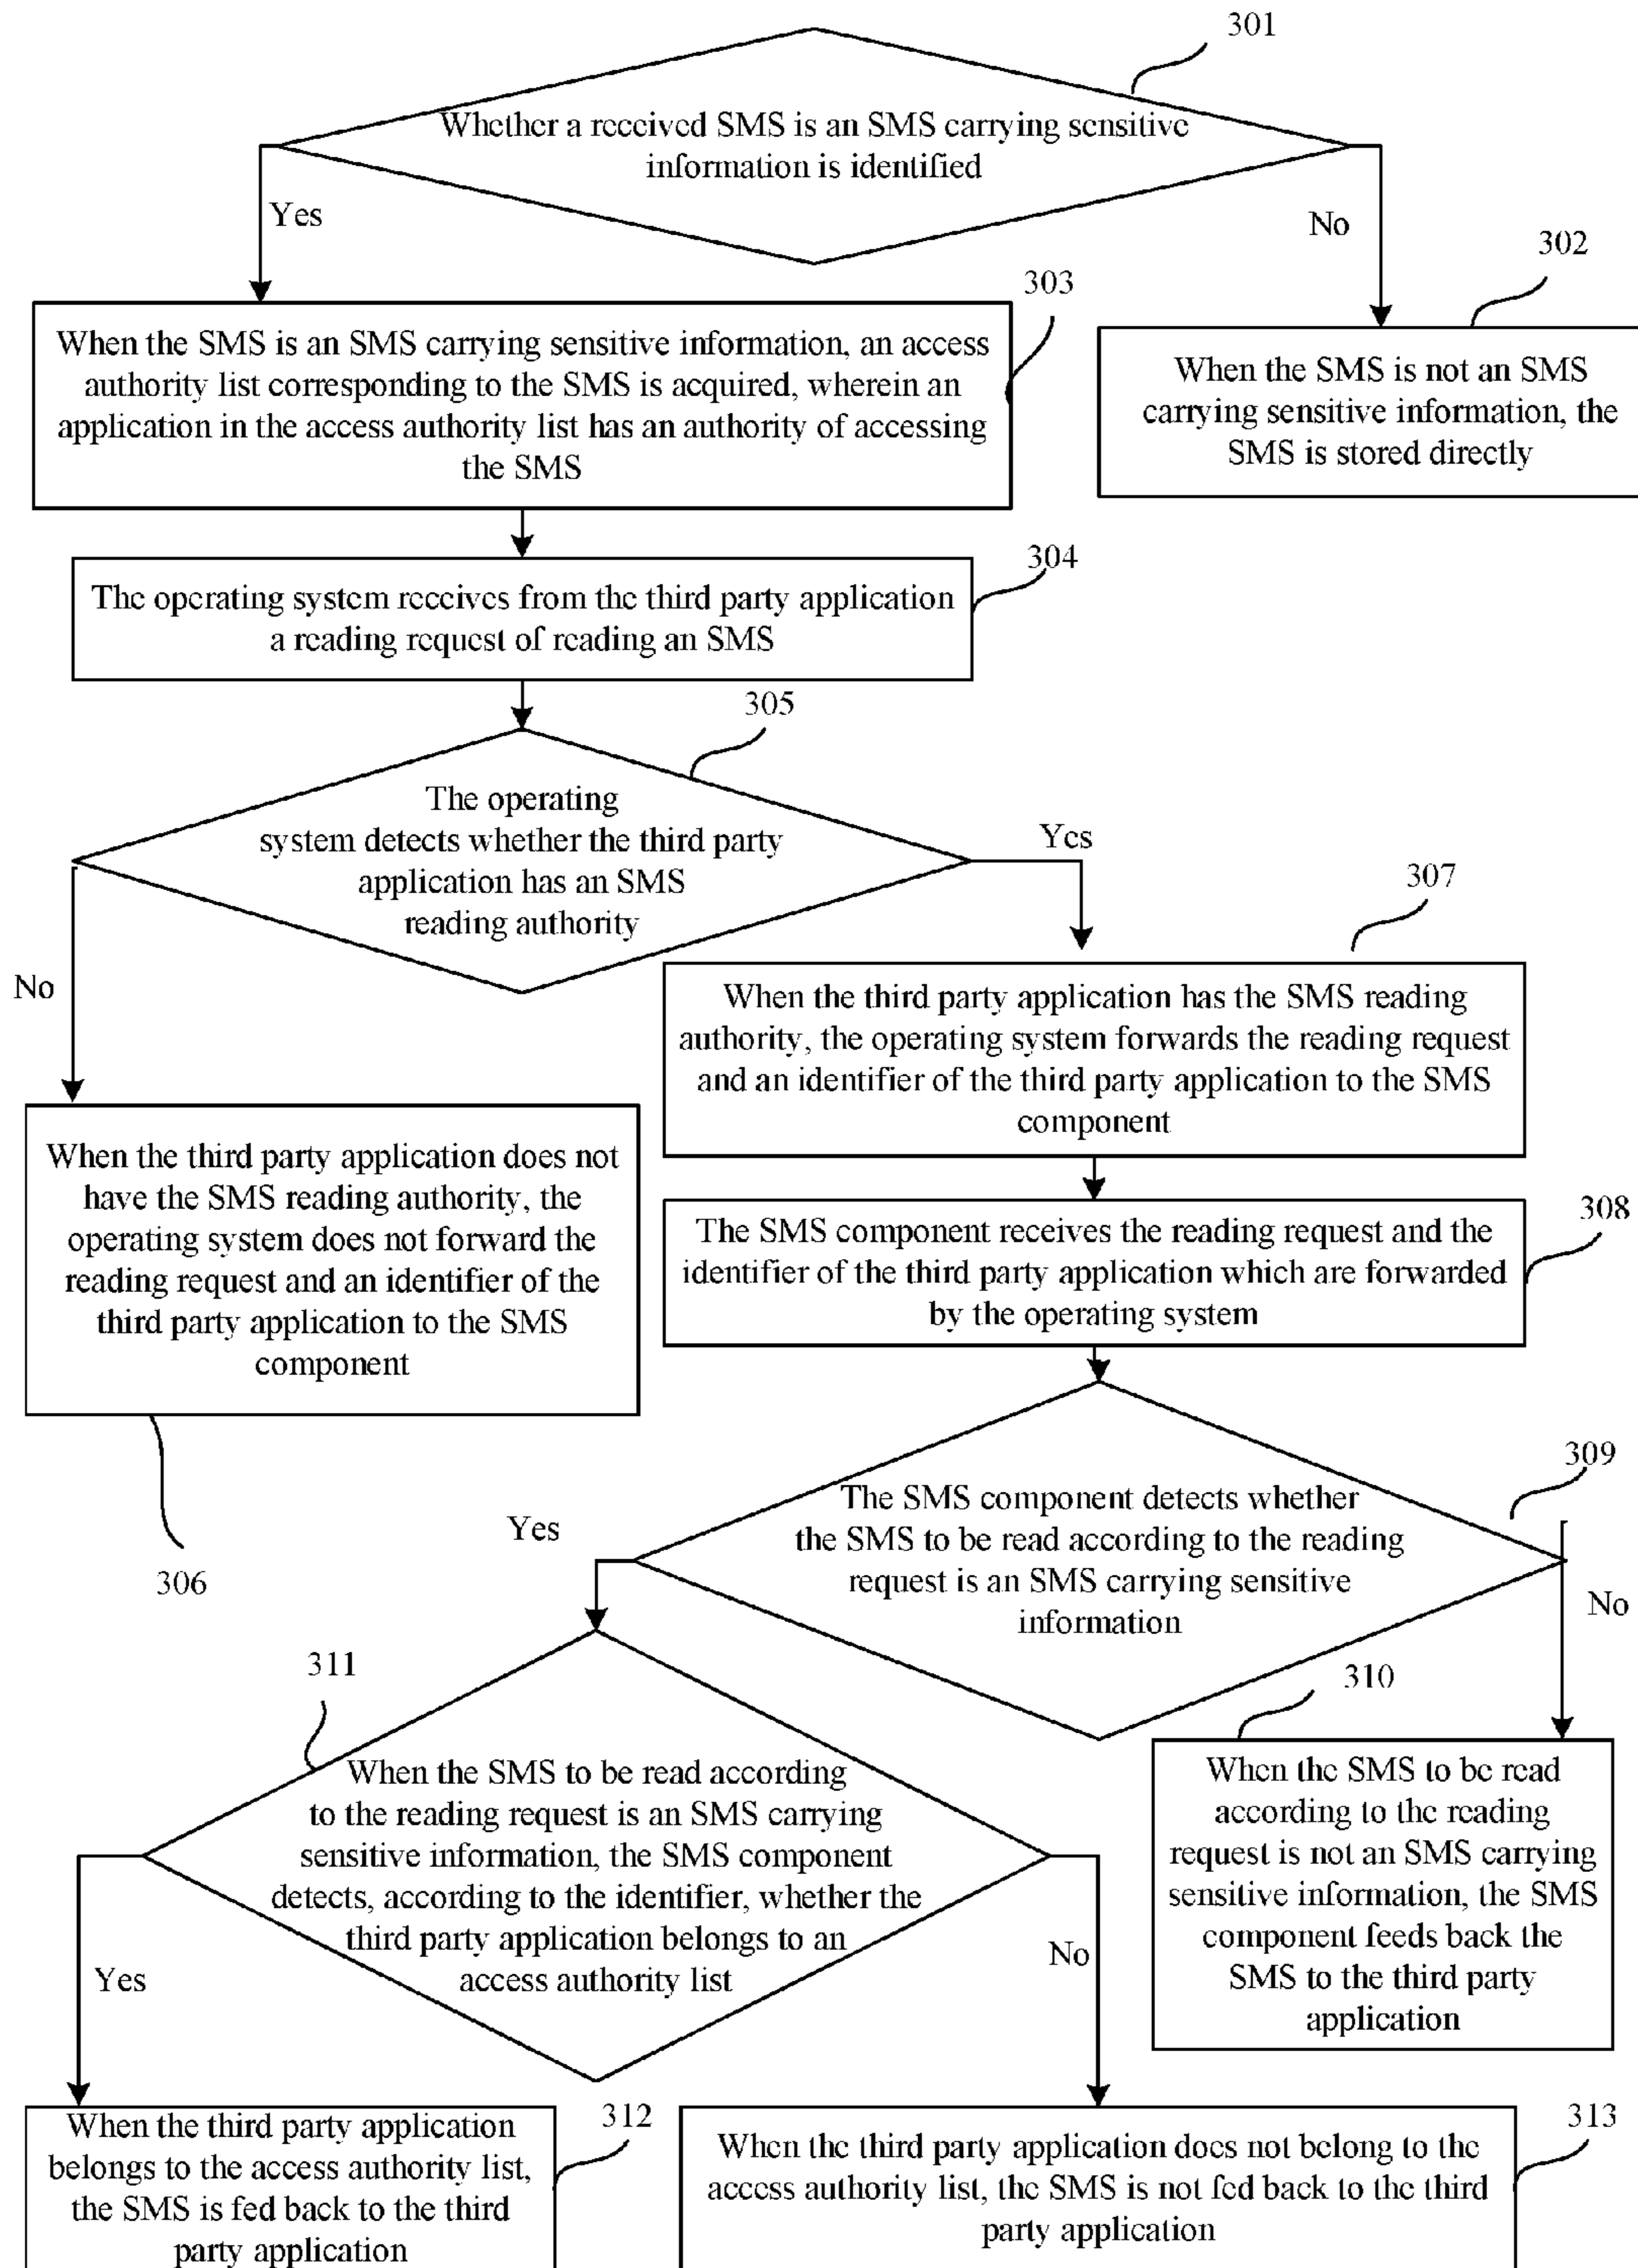 301
Whether a received SMS is an SMS carrying sensitive
information is identified
Yes
No
302
303
When the SMS is an SMS carrying sensitive information, an access
authority list corresponding to the SMS is acquired, wherein an
application in the access authority list has an authority of accessing
the SMS
When the SMS is not an SMS
carrying sensitive information, the
SMS is stored directly
304
The operating system receives from the third party application
a reading request of reading an SMS
305
The operating
system detects whether the third party
application has an SMS
reading authority
Yes
No
307
When the third party application has the SMS reading
authority, the operating system forwards the reading request
and an identifier of the third party application to the SMS
component
When the third party application does not
have the SMS reading authority, the
operating system does not forward the
reading request and an identifier of the
third party application to the SMS
component
306
308
The SMS component receives the reading request and the
identifier of the third party application which are forwarded
by the operating system
309
The SMS component detects whether
the SMS to be read according to the reading
request is an SMS carrying sensitive
information
Yes
No
310
When the SMS to be read
according to the reading
request is not an SMS carrying
sensitive information, the SMS
component feeds back the
SMS to the third party
application
311
When the SMS to be read according
to the reading request is an SMS carrying
sensitive information, the SMS component
detects, according to the identifier, whether the
third party application belongs to an
access authority list
Yes
No
312
When the third party application
belongs to the access authority list,
the SMS is fed back to the third
party application
313
When the third party application does not belong to the
access authority list, the SMS is not fed back to the third
party application